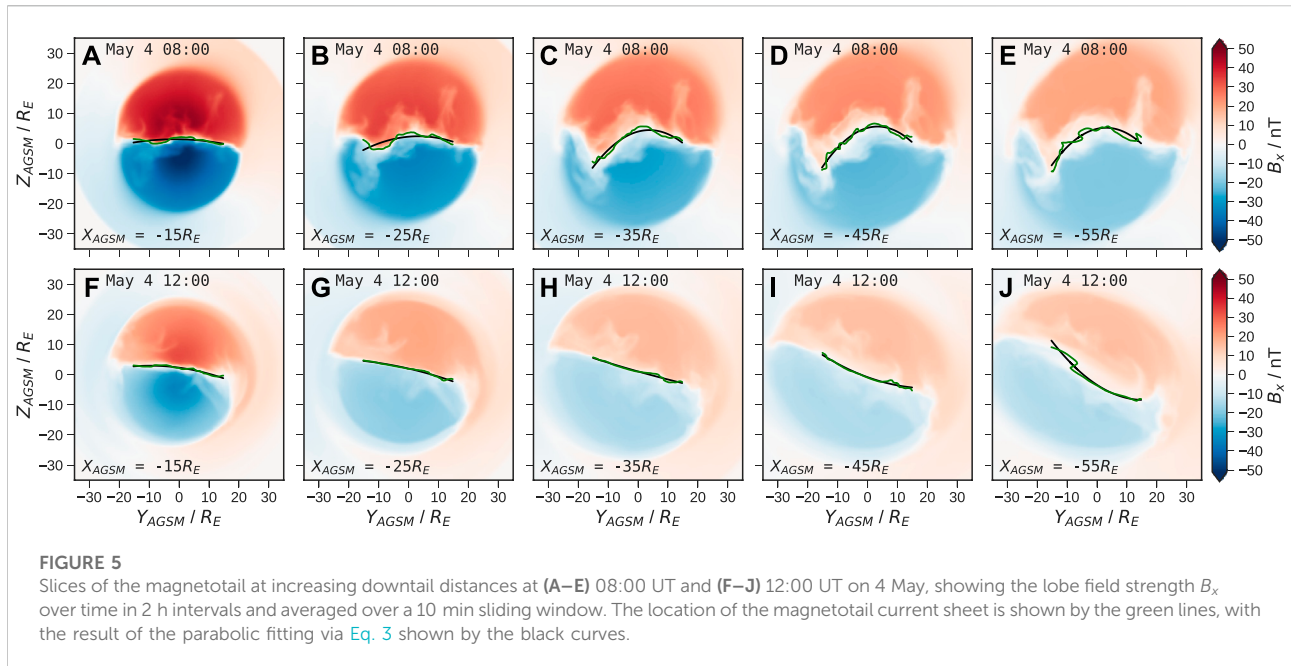 A May 4 08:00
B May 4 08:00
C May 4 08:00
D May 4 08:00
E May 4 08:00
30
20
10
0
−10
−20
−30
Z_AGSM / R_E
X_AGSM = -15R_E
X_AGSM = -25R_E
X_AGSM = -35R_E
X_AGSM = -45R_E
X_AGSM = -55R_E
50
40
30
20
10
0
−10
−20
−30
−40
−50
B_x / nT
F May 4 12:00
G May 4 12:00
H May 4 12:00
I May 4 12:00
J May 4 12:00
30
20
10
0
−10
−20
−30
Z_AGSM / R_E
X_AGSM = -15R_E
X_AGSM = -25R_E
X_AGSM = -35R_E
X_AGSM = -45R_E
X_AGSM = -55R_E
50
40
30
20
10
0
−10
−20
−30
−40
−50
B_x / nT
−30 −20 −10 0 10 20 30
−30 −20 −10 0 10 20 30
−30 −20 −10 0 10 20 30
−30 −20 −10 0 10 20 30
−30 −20 −10 0 10 20 30
Y_AGSM / R_E
Y_AGSM / R_E
Y_AGSM / R_E
Y_AGSM / R_E
Y_AGSM / R_E
FIGURE 5
Slices of the magnetotail at increasing downtail distances at (A–E) 08:00 UT and (F–J) 12:00 UT on 4 May, showing the lobe field strength B_x
over time in 2 h intervals and averaged over a 10 min sliding window. The location of the magnetotail current sheet is shown by the green lines, with
the result of the parabolic fitting via Eq. 3 shown by the black curves.